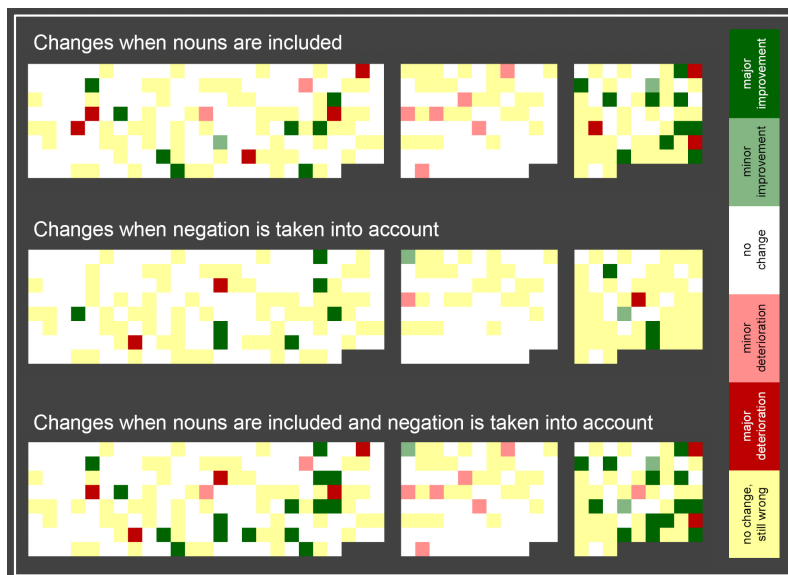 Changes when nouns are included
Changes when negation is taken into account
Changes when nouns are included and negation is taken into account
major
improvement
minor
improvement
no
change
minor
deterioration
major
deterioration
no change,
still wrong